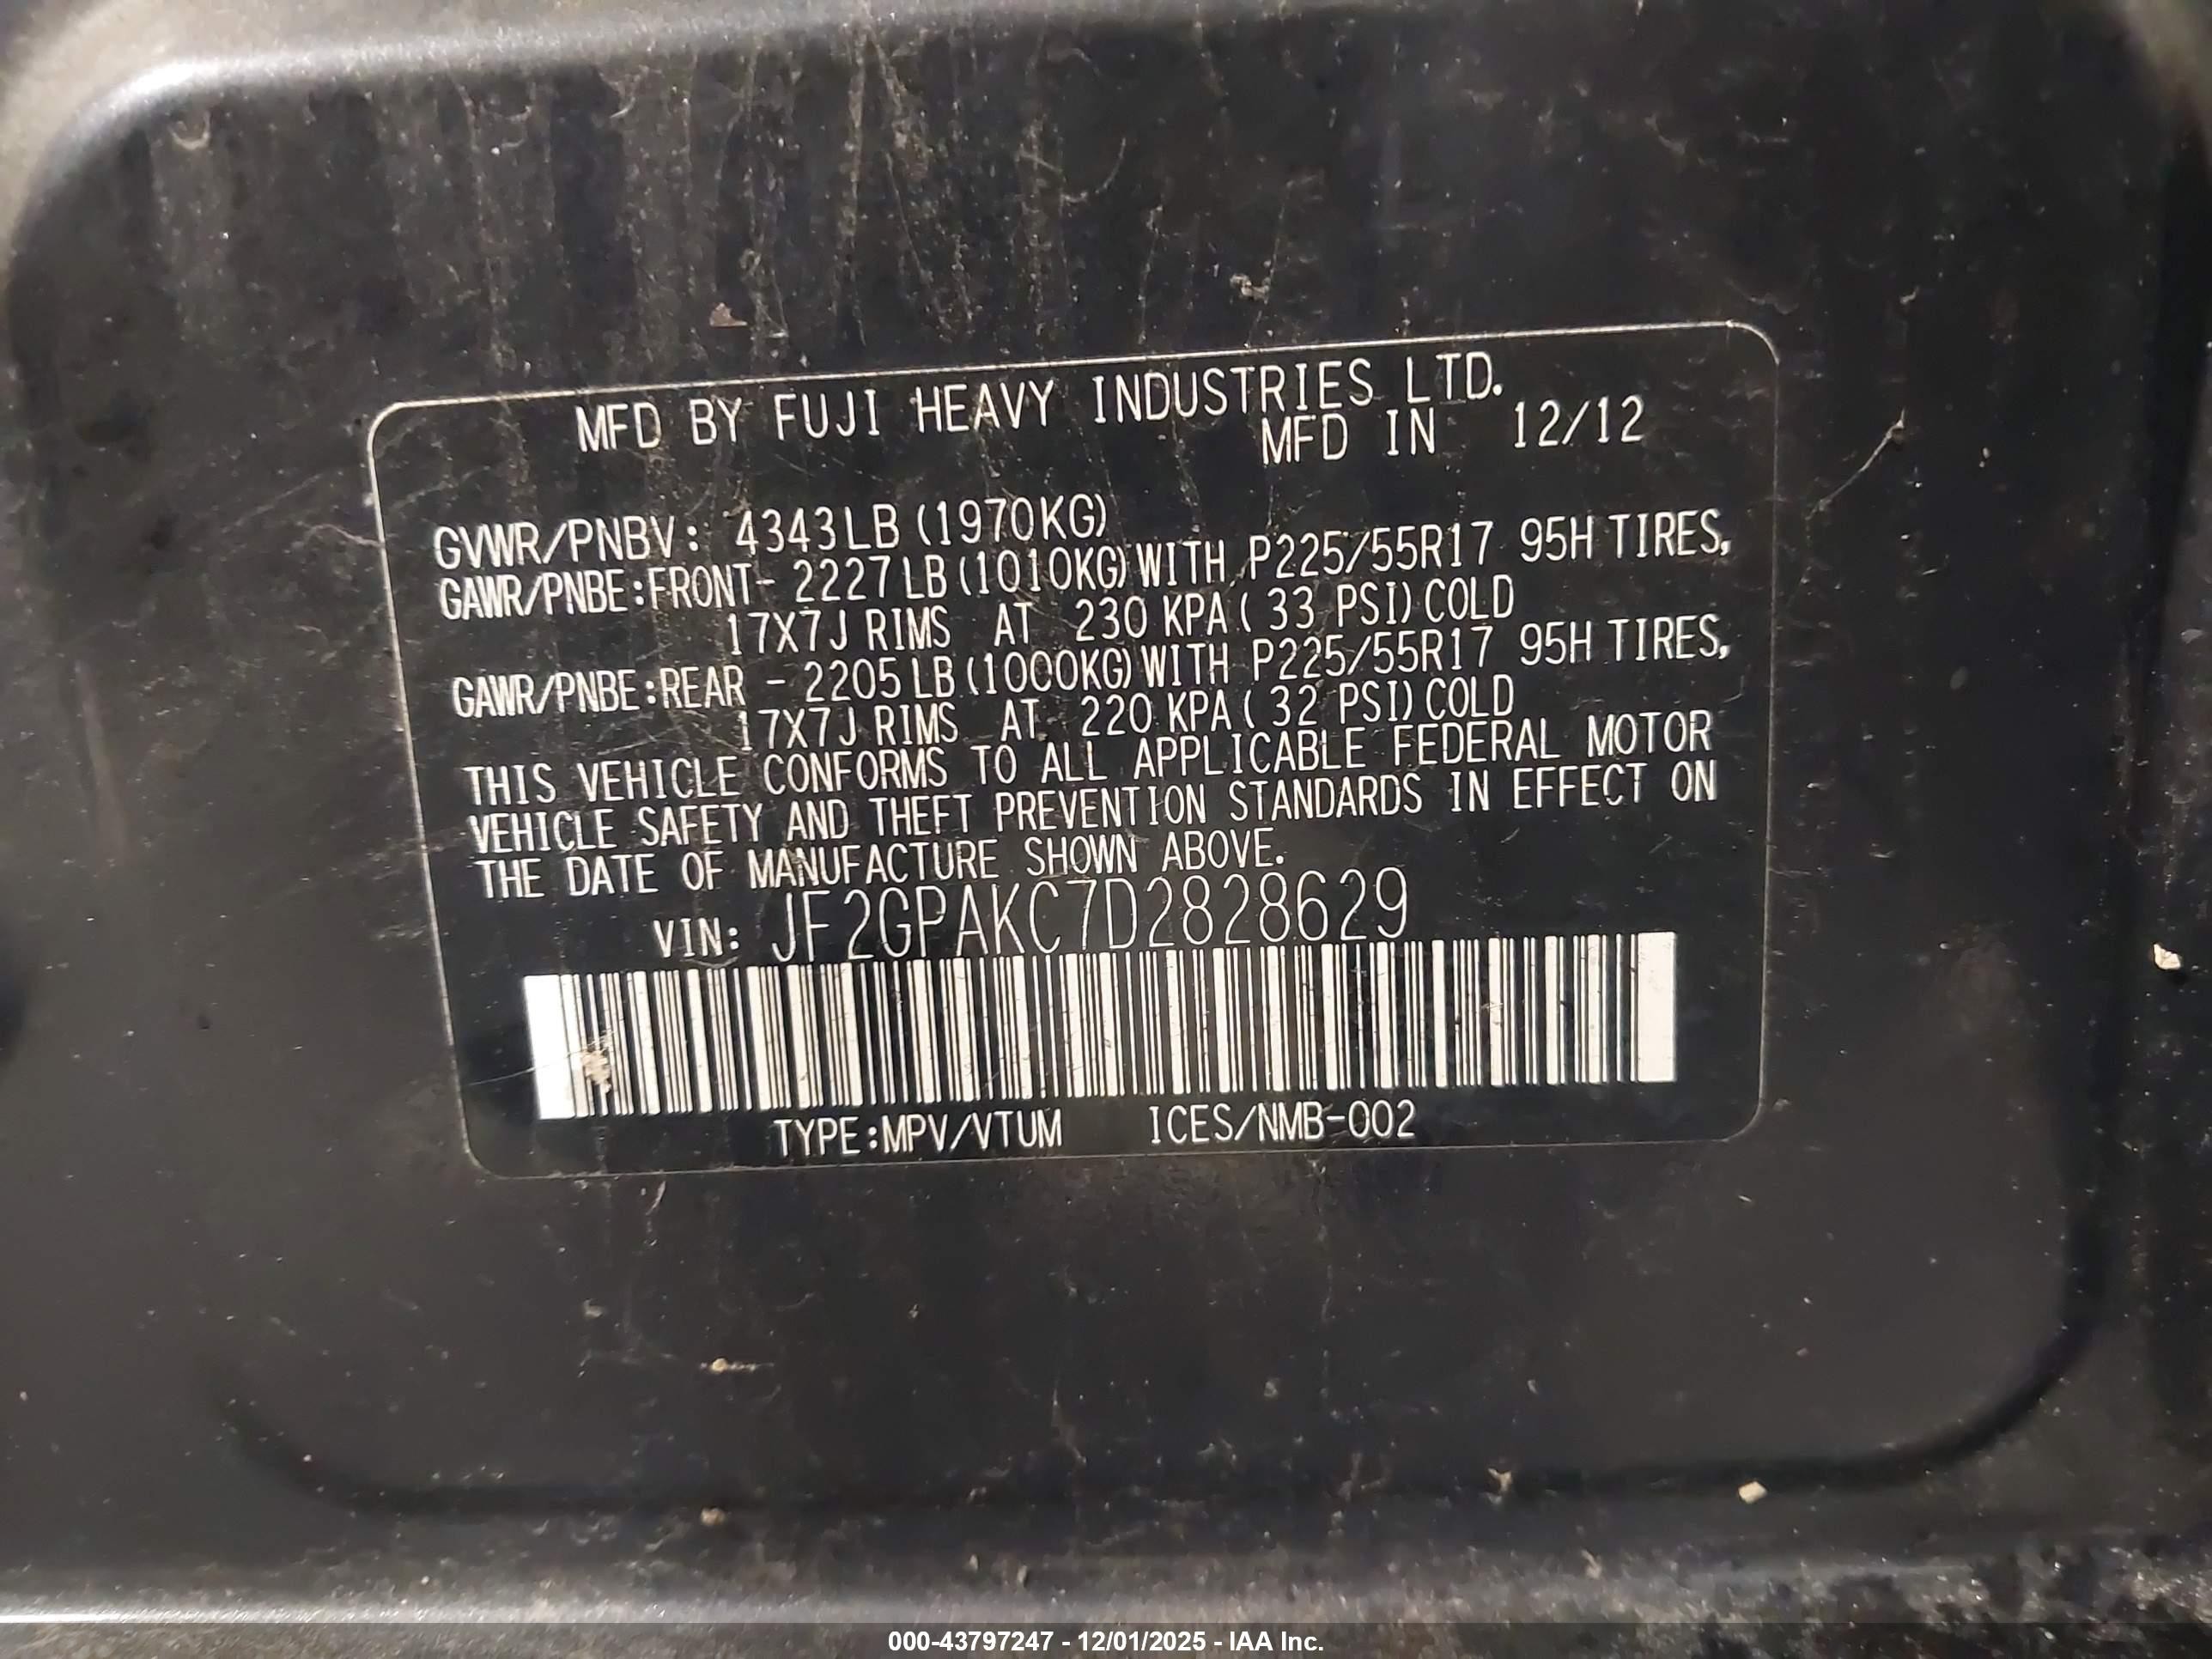 MFD BY FUJI HEAVY INDUSTRIES LTD.
MFD IN 12/12
GVWR/PNBV: 4343LB (1970KG)
GAWR/PNBE:FRONT- 2227LB (1010KG) WITH P225/55R17 95H TIRES,
17X7J RIMS AT 230 KPA ( 33 PSI) COLD
GAWR/PNBE:REAR - 2205LB (1000KG) WITH P225/55R17 95H TIRES,
17X7J RIMS AT 220 KPA ( 32 PSI) COLD
THIS VEHICLE CONFORMS TO ALL APPLICABLE FEDERAL MOTOR
VEHICLE SAFETY AND THEFT PREVENTION STANDARDS IN EFFECT ON
THE DATE OF MANUFACTURE SHOWN ABOVE.
VIN: JF2GPAKC7D2828629
TYPE:MPV/VTUM ICES/NMB-002
000-43797247 - 12/01/2025 - IAA Inc.